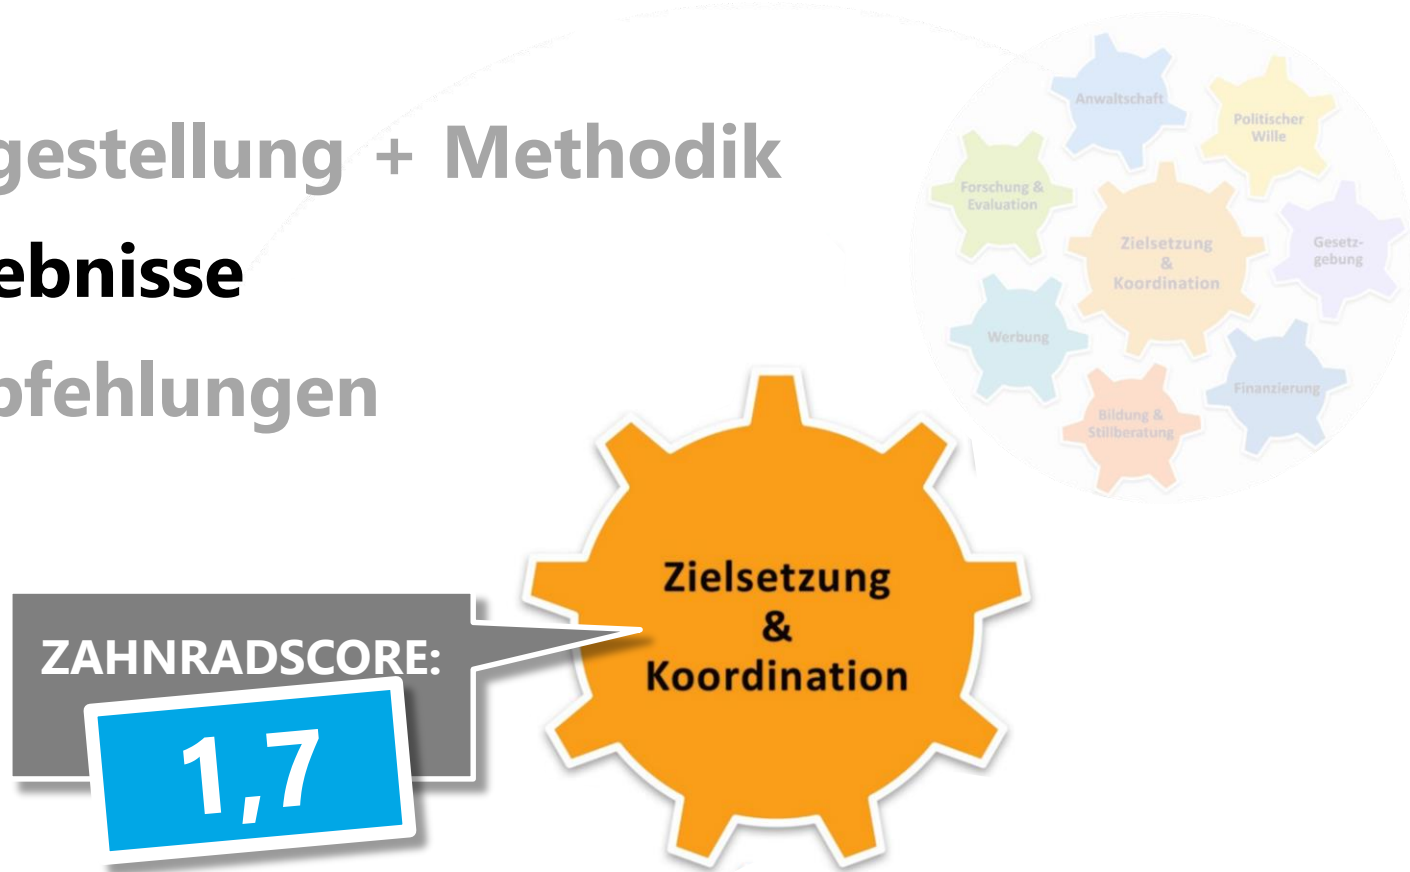 gestellung + Methodik
ebnisse
pfehlungen
Anwaltschaft
Politischer
Wille
Forschung &
Evaluation
Zielsetzung
&
Koordination
Gesetz-
gebung
Werbung
Finanzierung
Bildung &
Stillberatung
Zielsetzung
&
Koordination
ZAHNRADSCORE:
1,7